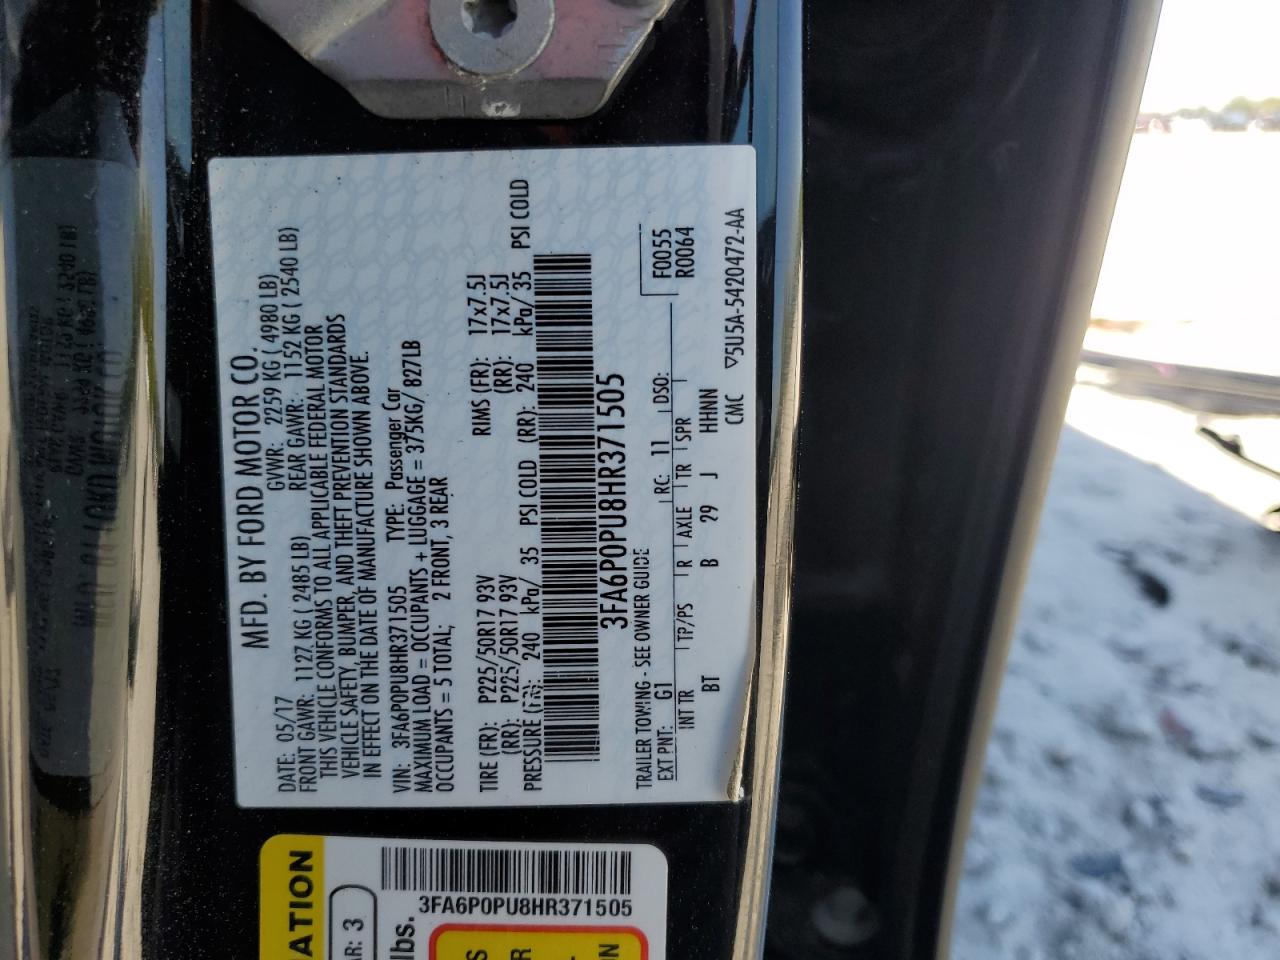 MFD. BY FORD MOTOR CO.
DATE: 05/17 GVWR: 2259 KG ( 4980 LB)
FRONT GAWR: 1127 KG ( 2485 LB) REAR GAWR: 1152 KG ( 2540 LB)
THIS VEHICLE CONFORMS TO ALL APPLICABLE FEDERAL MOTOR
VEHICLE SAFETY, BUMPER, AND THEFT PREVENTION STANDARDS
IN EFFECT ON THE DATE OF MANUFACTURE SHOWN ABOVE.
VIN: 3FA6P0PU8HR371505 TYPE: Passenger Car
MAXIMUM LOAD = OCCUPANTS + LUGGAGE = 375KG/ 827LB
OCCUPANTS = 5 TOTAL; 2 FRONT, 3 REAR
TIRE (FR): P225/50R17 93V RIMS (FR): 17x7.5J
(RR): P225/50R17 93V (RR): 17x7.5J
PRESSURE (FR): 240 kPa/ 35 PSI COLD (RR): 240 kPa/ 35 PSI COLD
3FA6P0PU8HR371505
TRAILER TOWING - SEE OWNER GUIDE F0055
R0064
EXT PNT: G1 RC: 11 DSO:
INT TR TP/PS R AXLE TR SPR
BT B 29 J HHNN
CMC
▽5U5A-5420472-AA
3FA6P0PU8HR371505
AR: 3
lbs.